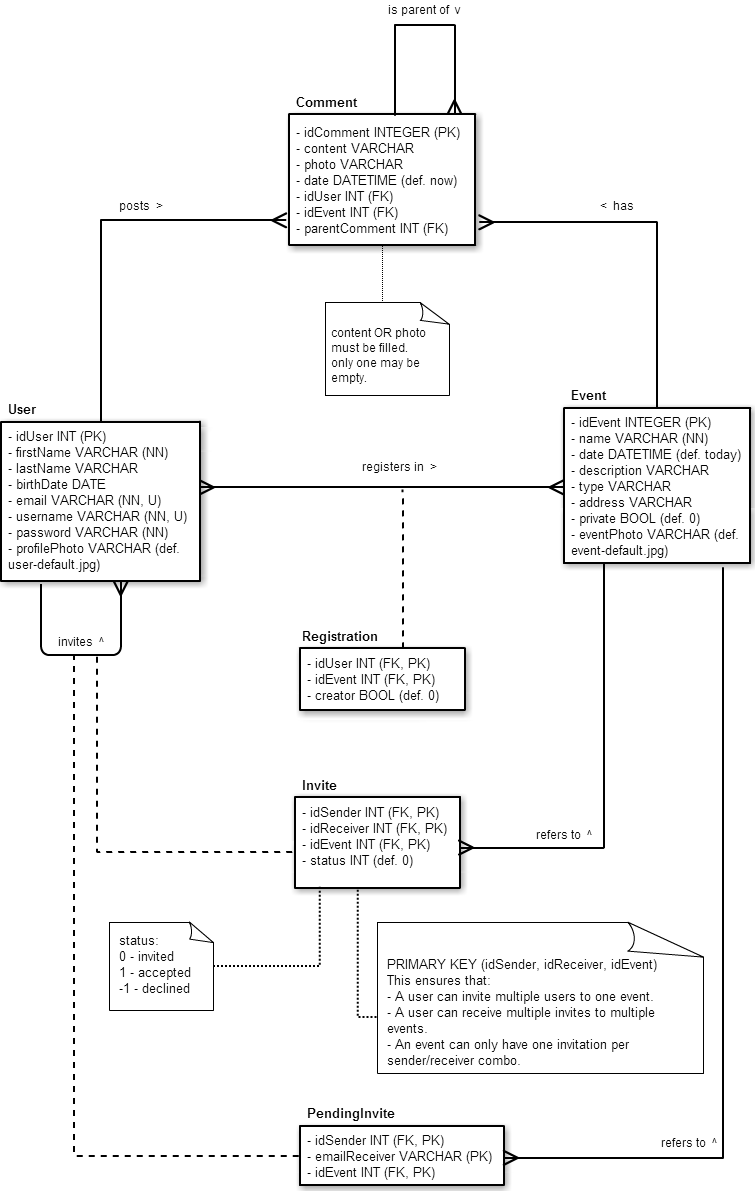 is parent of v
Comment
- idComment INTEGER (PK)
- content VARCHAR
- photo VARCHAR
- date DATETIME (def. now)
- idUser INT (FK)
- idEvent INT (FK)
- parentComment INT (FK)
posts >
< has
content OR photo
must be filled.
only one may be
empty.
User
- idUser INT (PK)
- firstName VARCHAR (NN)
- lastName VARCHAR
- birthDate DATE
- email VARCHAR (NN, U)
- username VARCHAR (NN, U)
- password VARCHAR (NN)
- profilePhoto VARCHAR (def.
user-default.jpg)
Event
- idEvent INTEGER (PK)
- name VARCHAR (NN)
- date DATETIME (def. today)
- description VARCHAR
- type VARCHAR
- address VARCHAR
- private BOOL (def. 0)
- eventPhoto VARCHAR (def.
event-default.jpg)
registers in >
invites ^
Registration
- idUser INT (FK, PK)
- idEvent INT (FK, PK)
- creator BOOL (def. 0)
Invite
- idSender INT (FK, PK)
- idReceiver INT (FK, PK)
- idEvent INT (FK, PK)
- status INT (def. 0)
refers to ^
status:
0 - invited
1 - accepted
-1 - declined
PRIMARY KEY (idSender, idReceiver, idEvent)
This ensures that:
- A user can invite multiple users to one event.
- A user can receive multiple invites to multiple
events.
- An event can only have one invitation per
sender/receiver combo.
PendingInvite
- idSender INT (FK, PK)
- emailReceiver VARCHAR (PK)
- idEvent INT (FK, PK)
refers to ^